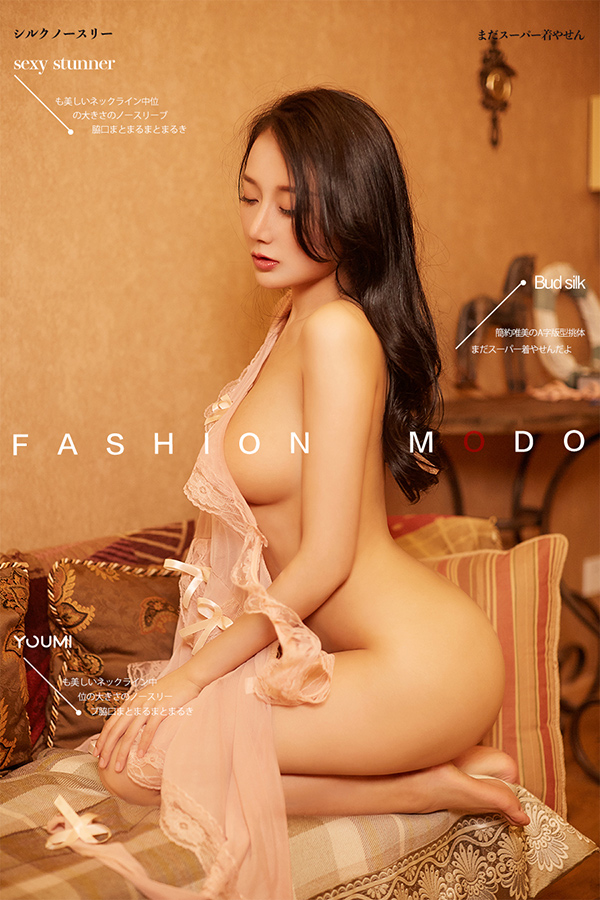 シルクノースリー
まだスーパー着やせん
sexy stunner
も美しいネックライン中位
の大きさのノースリーブ
脇口まとまるまとまるき
Bud silk
簡約唯美のA字版型挑体
まだスーパー着やせんだよ
FASHION MODO
YOUMI
も美しいネックライン中
位の大きさのノースリー
ブ脇口まとまるまとまるき